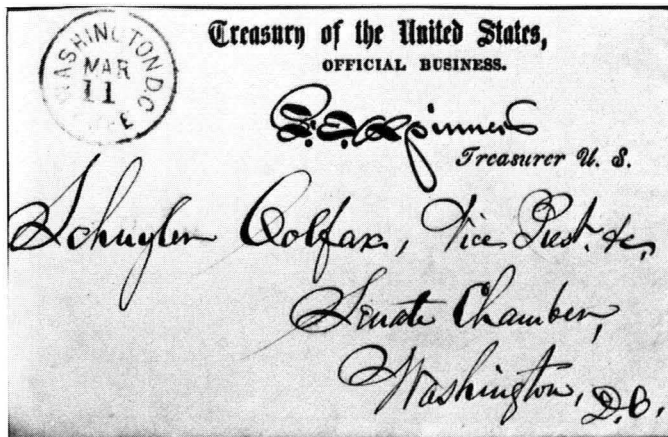 WASHINGTON D.C.
MAR
11
Treasury of the United States,
OFFICIAL BUSINESS.
F. E. Spinner
Treasurer U. S.
Schuyler Colfax, Vice Prest. &c,
Senate Chamber,
Washington, D.C.